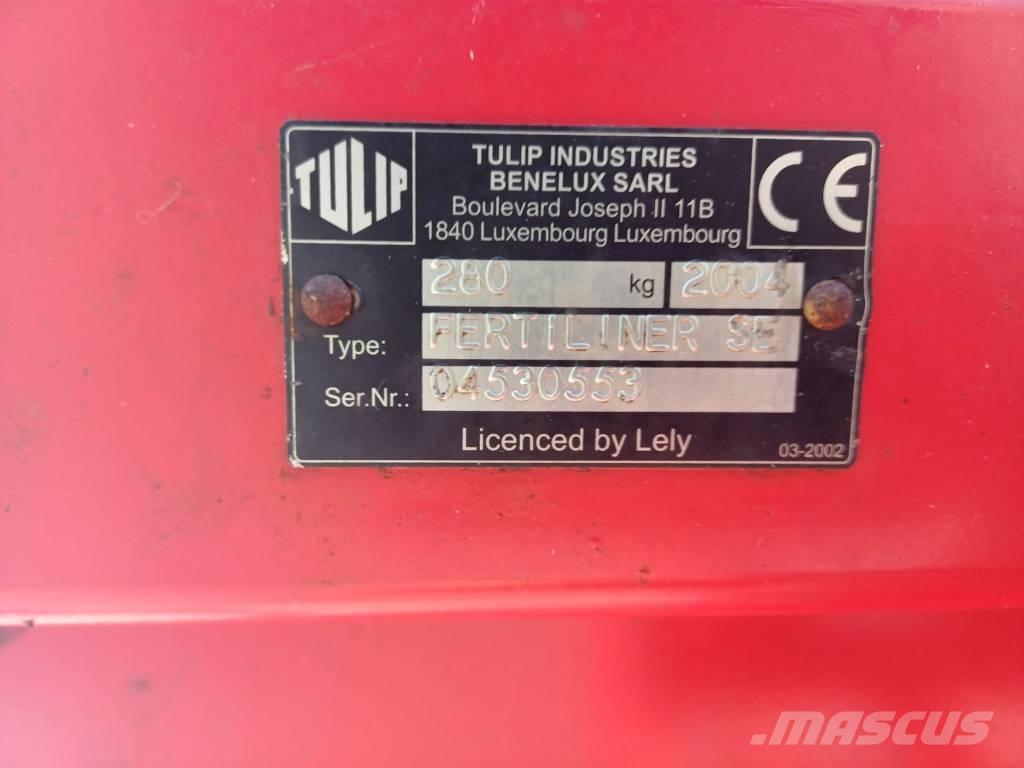 TULIP
TULIP INDUSTRIES
BENELUX SARL
Boulevard Joseph II 11B
1840 Luxembourg Luxembourg
CE
280 kg 2004
Type: FERTILINER SE
Ser.Nr.: 04530553
Licenced by Lely
03-2002
MASCUS